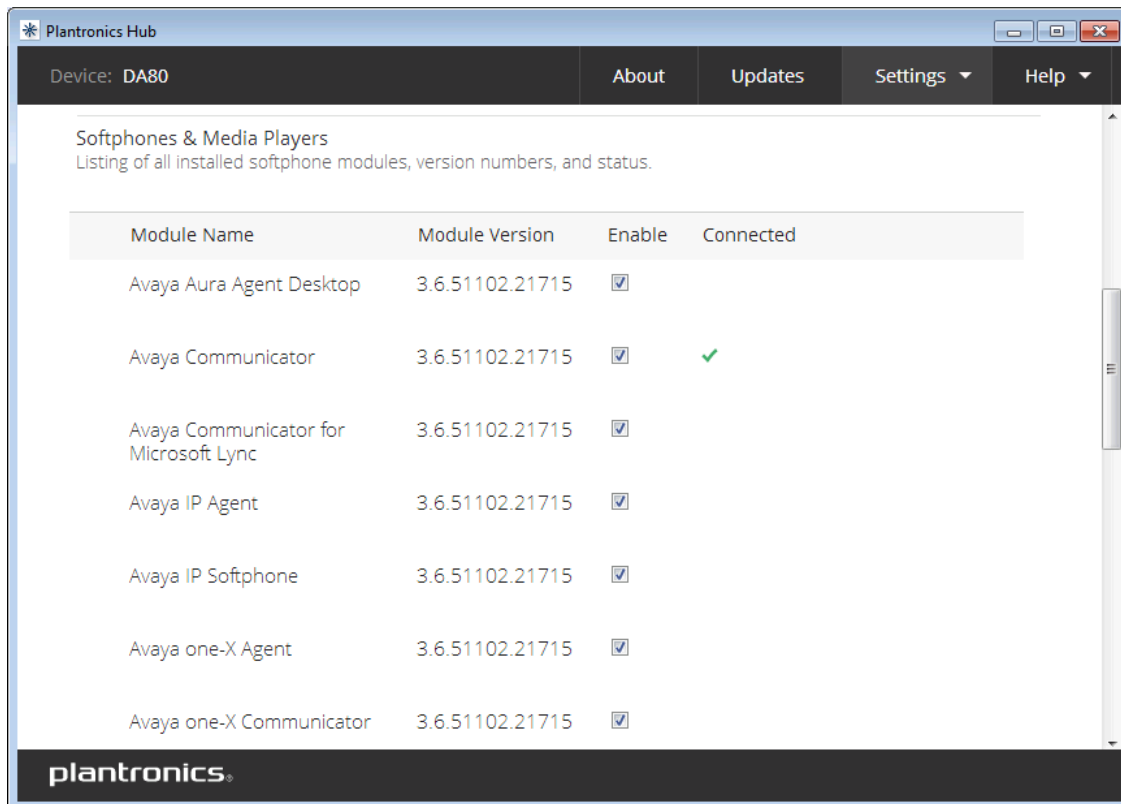 Plantronics Hub
Device: DA80 About Updates Settings Help
Softphones & Media Players
Listing of all installed softphone modules, version numbers, and status.
Module Name Module Version Enable Connected
Avaya Aura Agent Desktop 3.6.51102.21715
Avaya Communicator 3.6.51102.21715
Avaya Communicator for 3.6.51102.21715
Microsoft Lync
Avaya IP Agent 3.6.51102.21715
Avaya IP Softphone 3.6.51102.21715
Avaya one-X Agent 3.6.51102.21715
Avaya one-X Communicator 3.6.51102.21715
plantronics®